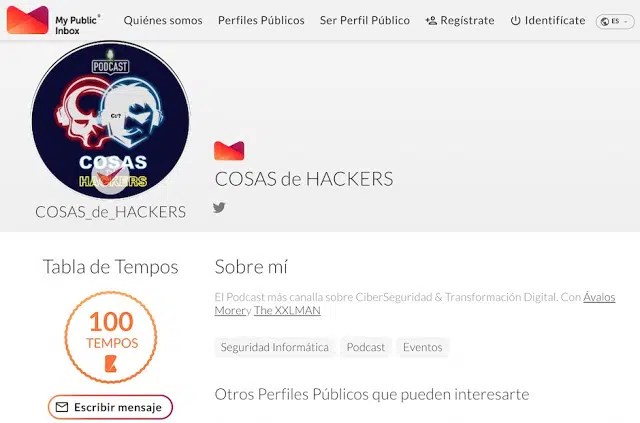 My Public
Inbox
Quiénes somos
Perfiles Públicos
Ser Perfil Público
Regístrate
Identifícate
ES
PODCAST
COSAS
HACKERS
COSAS_de_HACKERS
COSAS de HACKERS
Tabla de Tempos
100
TEMPOS
Escribir mensaje
Sobre mí
El Podcast más canalla sobre CiberSeguridad & Transformación Digital. Con Ávalos
Morery The XXLMAN
Seguridad Informática
Podcast
Eventos
Otros Perfiles Públicos que pueden interesarte